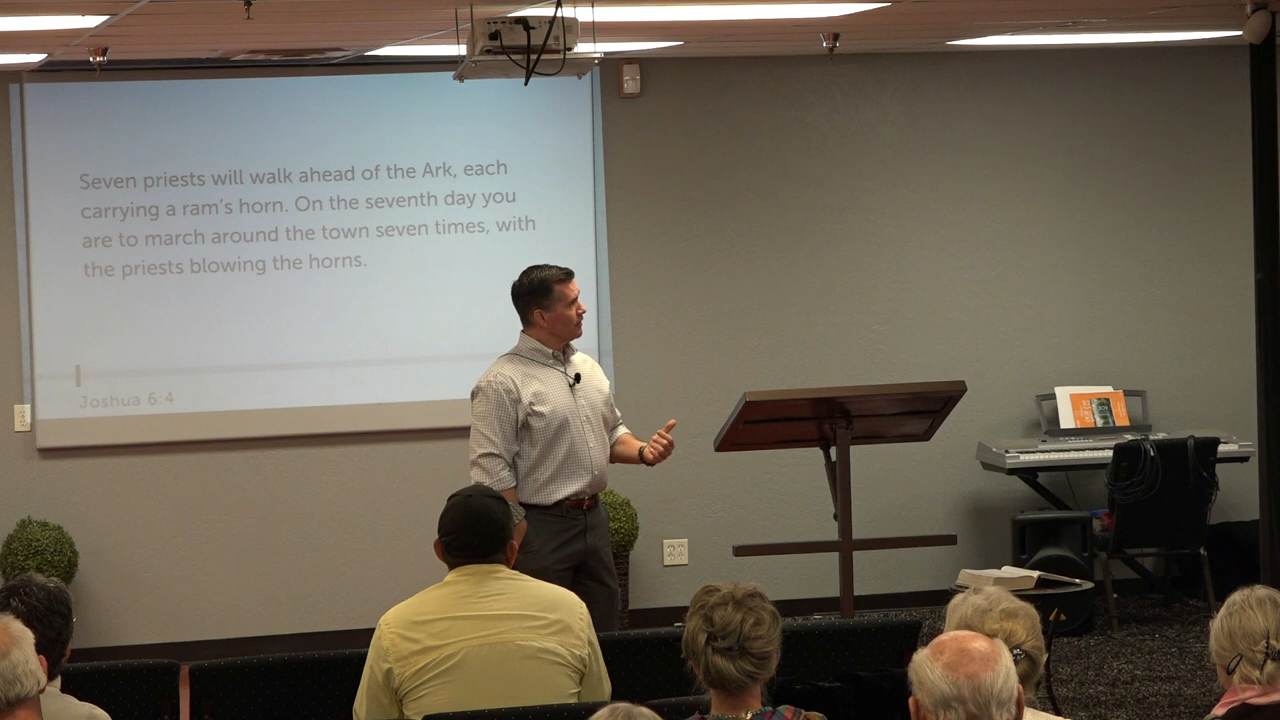 Seven priests will walk ahead of the Ark, each
carrying a ram's horn. On the seventh day you
are to march around the town seven times, with
the priests blowing the horns.
Joshua 6:4